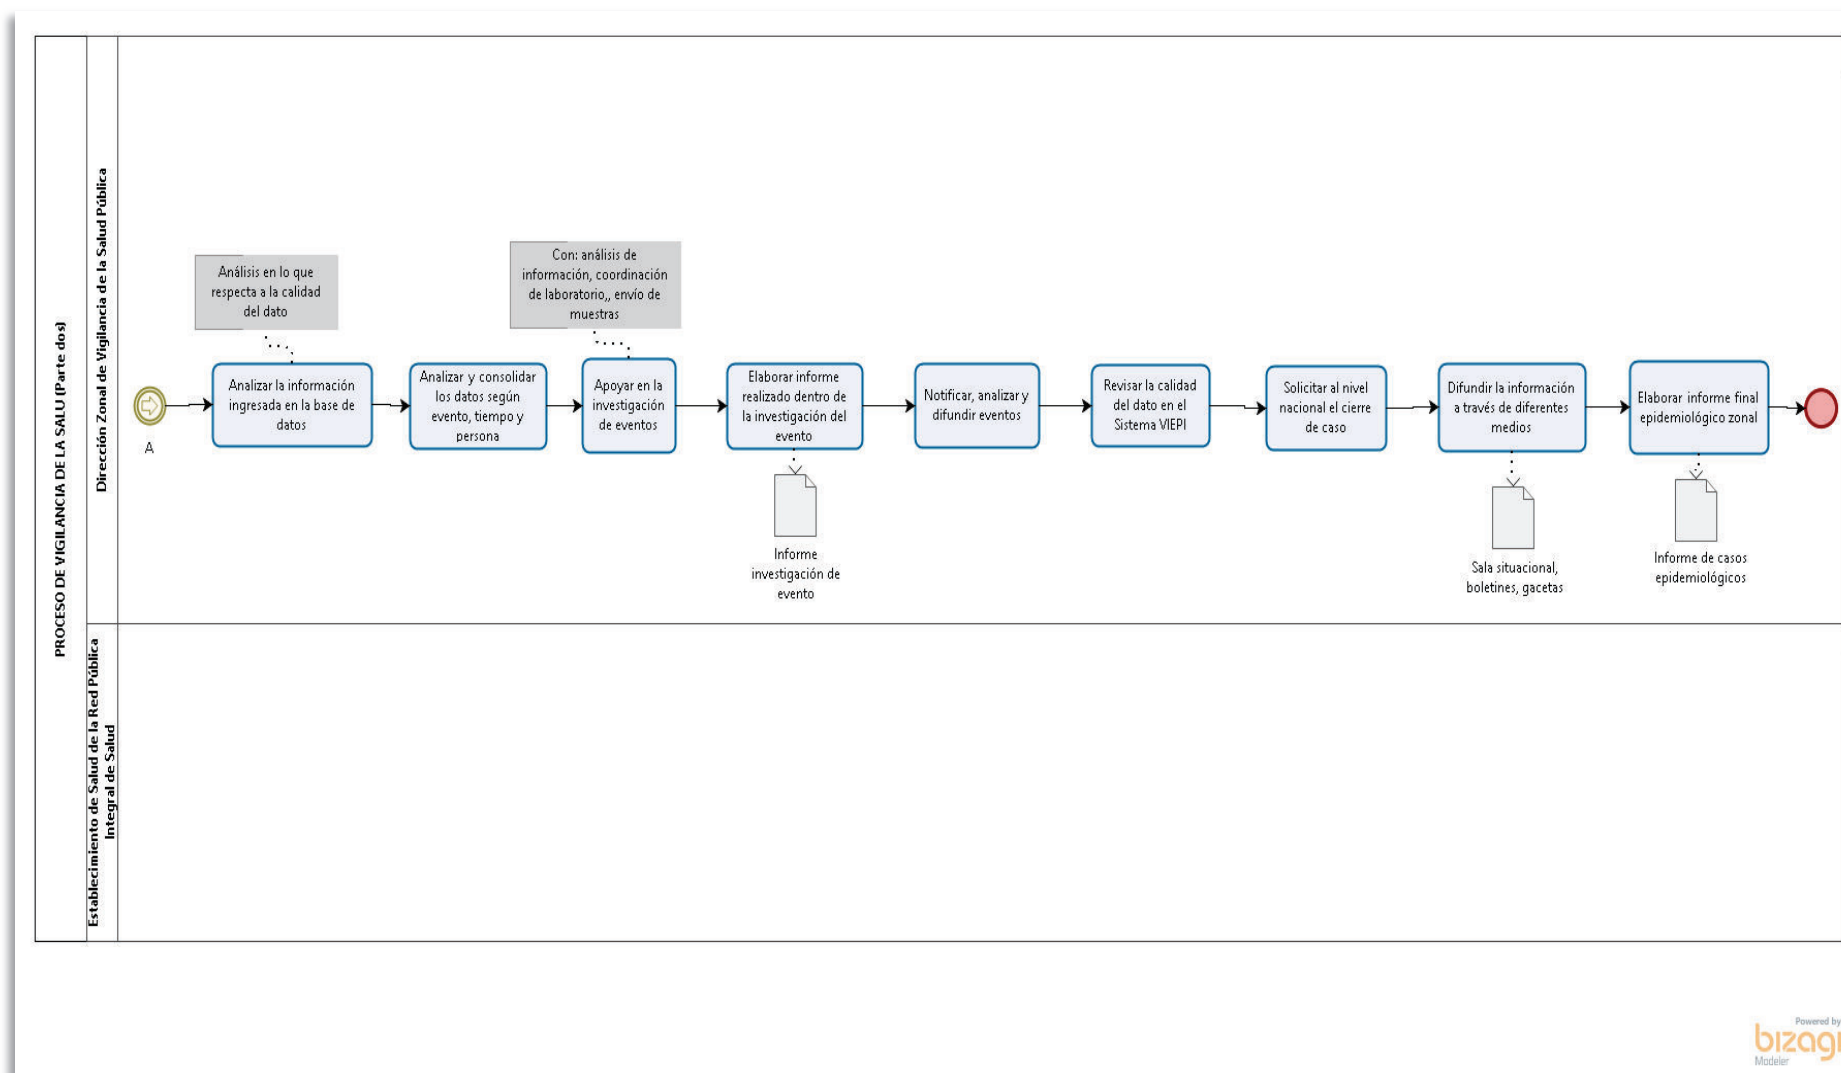 PROCESO DE VIGILANCIA DE LA SALU (Parte dos)
Dirección Zonal de Vigilancia de la Salud Pública
Análisis en lo que
respecta a la calidad
del dato
Con: análisis de
información, coordinación
de laboratorio,, envío de
muestras
A
Analizar la información
ingresada en la base de
datos
Analizar y consolidar
los datos según
evento, tiempo y
persona
Apoyar en la
investigación
de eventos
Elaborar informe
realizado dentro de
la investigación del
evento
Notificar, analizar y
difundir eventos
Revisar la calidad
del dato en el
Sistema VIEPI
Solicitar al nivel
nacional el cierre
de caso
Difundir la información
a través de diferentes
medios
Elaborar informe final
epidemiológico zonal
Informe
investigación de
evento
Sala situacional,
boletines, gacetas
Informe de casos
epidemiológicos
Establecimiento de Salud de la Red Pública
Integral de Salud
Powered by
bizagi
Modeler